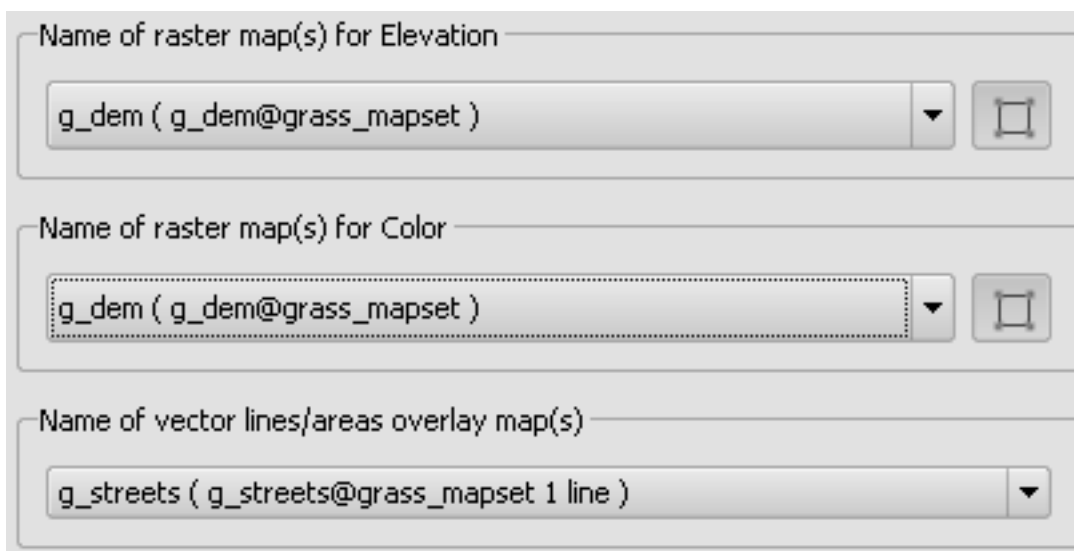 Name of raster map(s) for Elevation
g_dem ( g_dem@grass_mapset )
Name of raster map(s) for Color
g_dem ( g_dem@grass_mapset )
Name of vector lines/areas overlay map(s)
g_streets ( g_streets@grass_mapset 1 line )